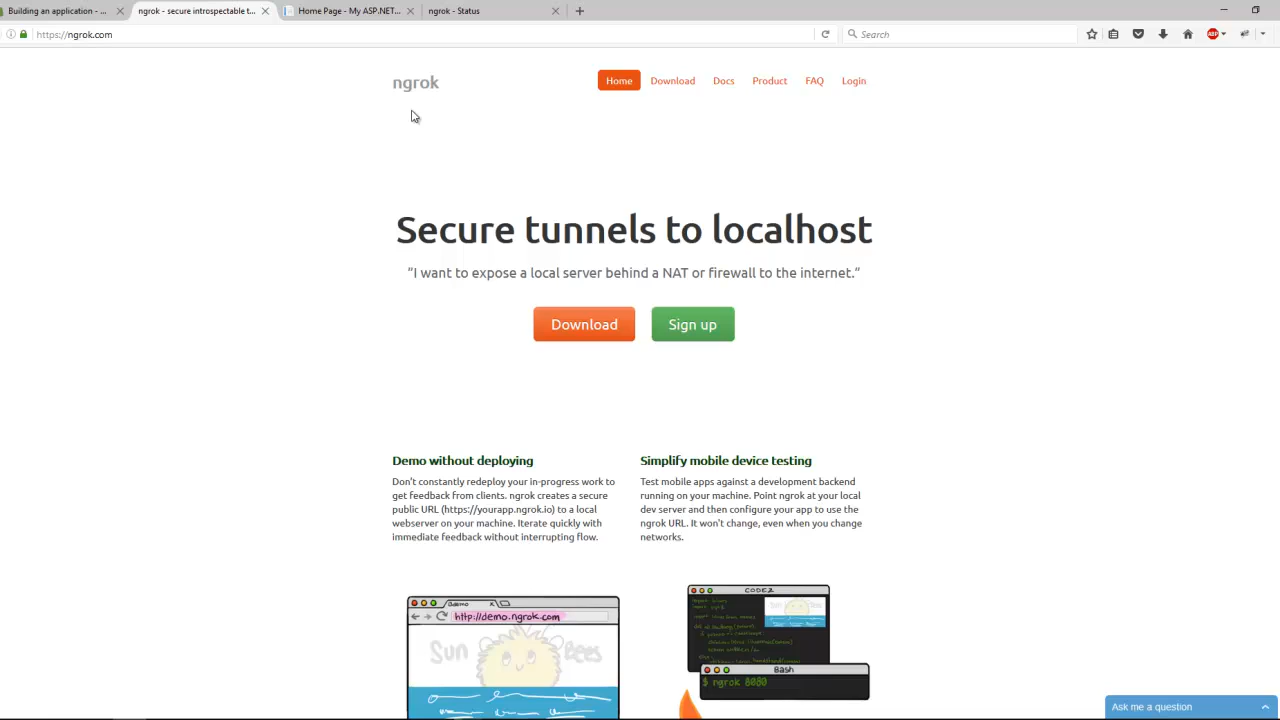 Building an application - ...
ngrok - secure introspectable t...
Home Page - My ASP.NET...
ngrok - Status
https://ngrok.com
Search
ABP
ngrok
Home
Download
Docs
Product
FAQ
Login
Secure tunnels to localhost
"I want to expose a local server behind a NAT or firewall to the internet."
Download
Sign up
Demo without deploying
Don't constantly redeploy your in-progress work to
get feedback from clients. ngrok creates a secure
public URL (https://yourapp.ngrok.io) to a local
webserver on your machine. Iterate quickly with
immediate feedback without interrupting flow.
Simplify mobile device testing
Test mobile apps against a development backend
running on your machine. Point ngrok at your local
dev server and then configure your app to use the
ngrok URL. It won't change, even when you change
networks.
http://demo.ngrok.com
Sun Bees
Bash
$ ngrok 8080
Ask me a question